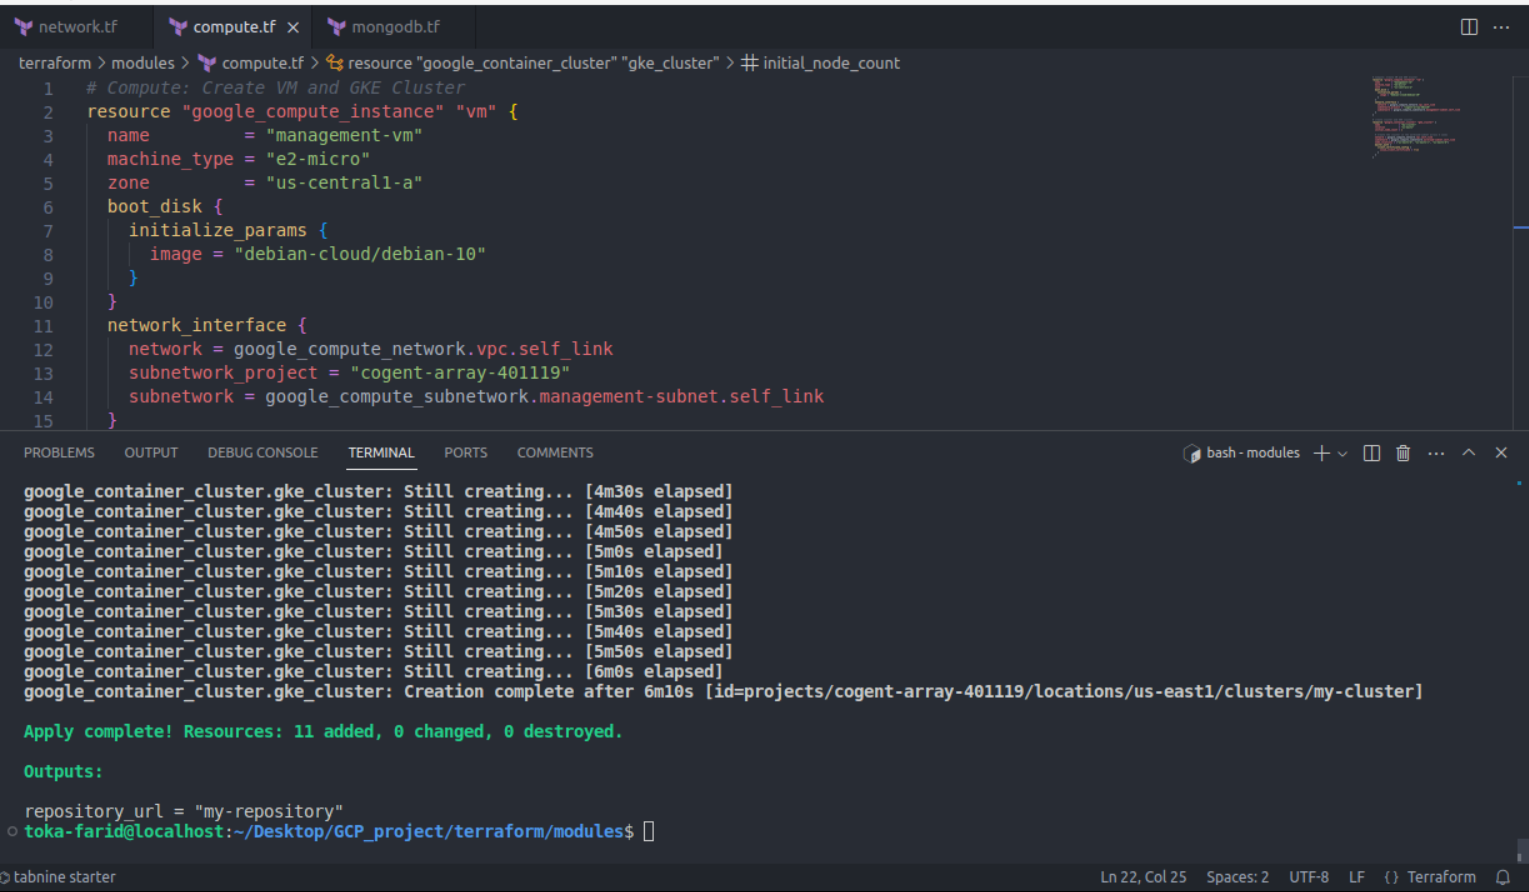 network.tf compute.tf × mongodb.tf ···
terraform > modules > compute.tf > resource "google_container_cluster" "gke_cluster" > initial_node_count
1 # Compute: Create VM and GKE Cluster
2 resource "google_compute_instance" "vm" {
3 name = "management-vm"
4 machine_type = "e2-micro"
5 zone = "us-central1-a"
6 boot_disk {
7 initialize_params {
8 image = "debian-cloud/debian-10"
9 }
10 }
11 network_interface {
12 network = google_compute_network.vpc.self_link
13 subnetwork_project = "cogent-array-401119"
14 subnetwork = google_compute_subnetwork.management-subnet.self_link
15 }
PROBLEMS OUTPUT DEBUG CONSOLE TERMINAL PORTS COMMENTS bash - modules
google_container_cluster.gke_cluster: Still creating... [4m30s elapsed]
google_container_cluster.gke_cluster: Still creating... [4m40s elapsed]
google_container_cluster.gke_cluster: Still creating... [4m50s elapsed]
google_container_cluster.gke_cluster: Still creating... [5m0s elapsed]
google_container_cluster.gke_cluster: Still creating... [5m10s elapsed]
google_container_cluster.gke_cluster: Still creating... [5m20s elapsed]
google_container_cluster.gke_cluster: Still creating... [5m30s elapsed]
google_container_cluster.gke_cluster: Still creating... [5m40s elapsed]
google_container_cluster.gke_cluster: Still creating... [5m50s elapsed]
google_container_cluster.gke_cluster: Still creating... [6m0s elapsed]
google_container_cluster.gke_cluster: Creation complete after 6m10s [id=projects/cogent-array-401119/locations/us-east1/clusters/my-cluster]
Apply complete! Resources: 11 added, 0 changed, 0 destroyed.
Outputs:
repository_url = "my-repository"
toka-farid@localhost:~/Desktop/GCP_project/terraform/modules$
tabnine starter Ln 22, Col 25 Spaces: 2 UTF-8 LF {} Terraform